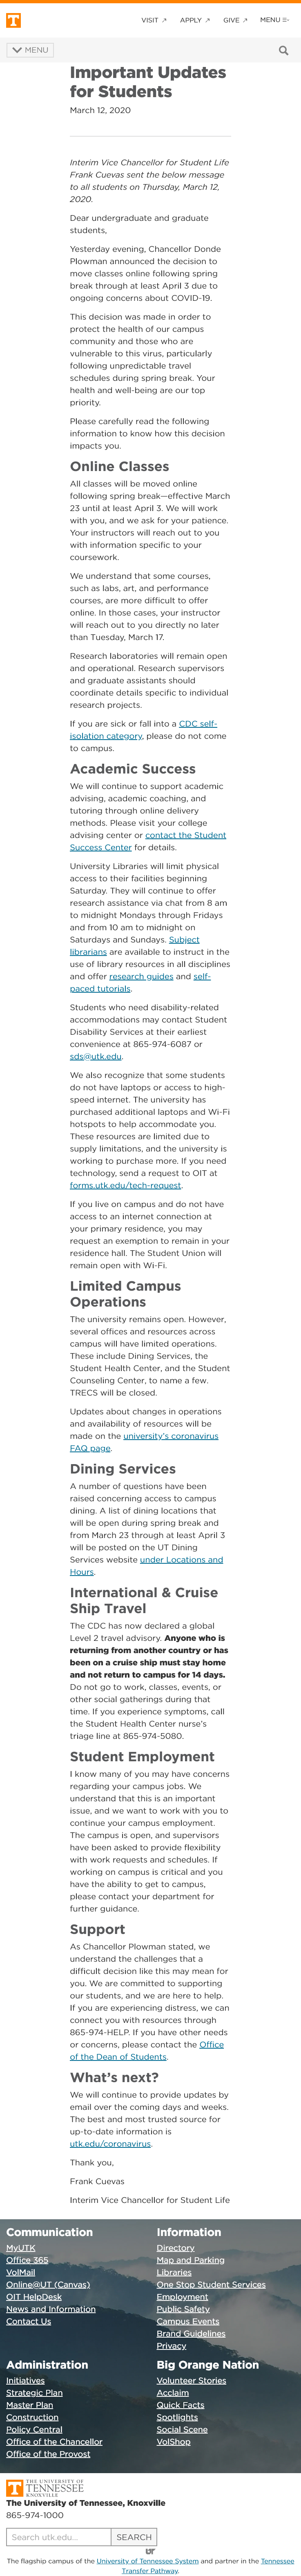 T
VISIT ↗ APPLY ↗ GIVE ↗ MENU
MENU
Important Updates
for Students
March 12, 2020
Interim Vice Chancellor for Student Life
Frank Cuevas sent the below message
to all students on Thursday, March 12,
2020.
Dear undergraduate and graduate
students,
Yesterday evening, Chancellor Donde
Plowman announced the decision to
move classes online following spring
break through at least April 3 due to
ongoing concerns about COVID-19.
This decision was made in order to
protect the health of our campus
community and those who are
vulnerable to this virus, particularly
following unpredictable travel
schedules during spring break. Your
health and well-being are our top
priority.
Please carefully read the following
information to know how this decision
impacts you.
Online Classes
All classes will be moved online
following spring break—effective March
23 until at least April 3. We will work
with you, and we ask for your patience.
Your instructors will reach out to you
with information specific to your
coursework.
We understand that some courses,
such as labs, art, and performance
courses, are more difficult to offer
online. In those cases, your instructor
will reach out to you directly no later
than Tuesday, March 17.
Research laboratories will remain open
and operational. Research supervisors
and graduate assistants should
coordinate details specific to individual
research projects.
If you are sick or fall into a CDC self-
isolation category, please do not come
to campus.
Academic Success
We will continue to support academic
advising, academic coaching, and
tutoring through online delivery
methods. Please visit your college
advising center or contact the Student
Success Center for details.
University Libraries will limit physical
access to their facilities beginning
Saturday. They will continue to offer
research assistance via chat from 8 am
to midnight Mondays through Fridays
and from 10 am to midnight on
Saturdays and Sundays. Subject
librarians are available to instruct in the
use of library resources in all disciplines
and offer research guides and self-
paced tutorials.
Students who need disability-related
accommodations may contact Student
Disability Services at their earliest
convenience at 865-974-6087 or
sds@utk.edu.
We also recognize that some students
do not have laptops or access to high-
speed internet. The university has
purchased additional laptops and Wi-Fi
hotspots to help accommodate you.
These resources are limited due to
supply limitations, and the university is
working to purchase more. If you need
technology, send a request to OIT at
forms.utk.edu/tech-request.
If you live on campus and do not have
access to an internet connection at
your primary residence, you may
request an exemption to remain in your
residence hall. The Student Union will
remain open with Wi-Fi.
Limited Campus
Operations
The university remains open. However,
several offices and resources across
campus will have limited operations.
These include Dining Services, the
Student Health Center, and the Student
Counseling Center, to name a few.
TRECS will be closed.
Updates about changes in operations
and availability of resources will be
made on the university's coronavirus
FAQ page.
Dining Services
A number of questions have been
raised concerning access to campus
dining. A list of dining locations that
will be open during spring break and
from March 23 through at least April 3
will be posted on the UT Dining
Services website under Locations and
Hours.
International & Cruise
Ship Travel
The CDC has now declared a global
Level 2 travel advisory. Anyone who is
returning from another country or has
been on a cruise ship must stay home
and not return to campus for 14 days.
Do not go to work, classes, events, or
other social gatherings during that
time. If you experience symptoms, call
the Student Health Center nurse's
triage line at 865-974-5080.
Student Employment
I know many of you may have concerns
regarding your campus jobs. We
understand that this is an important
issue, and we want to work with you to
continue your campus employment.
The campus is open, and supervisors
have been asked to provide flexibility
with work requests and schedules. If
working on campus is critical and you
have the ability to get to campus,
please contact your department for
further guidance.
Support
As Chancellor Plowman stated, we
understand the challenges that a
difficult decision like this may mean for
you. We are committed to supporting
our students, and we are here to help.
If you are experiencing distress, we can
connect you with resources through
865-974-HELP. If you have other needs
or concerns, please contact the Office
of the Dean of Students.
What's next?
We will continue to provide updates by
email over the coming days and weeks.
The best and most trusted source for
up-to-date information is
utk.edu/coronavirus.
Thank you,
Frank Cuevas
Interim Vice Chancellor for Student Life
Communication
MyUTK
Office 365
VolMail
Online@UT (Canvas)
OIT HelpDesk
News and Information
Contact Us
Information
Directory
Map and Parking
Libraries
One Stop Student Services
Employment
Public Safety
Campus Events
Brand Guidelines
Privacy
Administration
Initiatives
Strategic Plan
Master Plan
Construction
Policy Central
Office of the Chancellor
Office of the Provost
Big Orange Nation
Volunteer Stories
Acclaim
Quick Facts
Spotlights
Social Scene
VolShop
T THE UNIVERSITY OF
TENNESSEE
KNOXVILLE
The University of Tennessee, Knoxville
865-974-1000
Search utk.edu... SEARCH
UT
The flagship campus of the University of Tennessee System and partner in the Tennessee
Transfer Pathway.